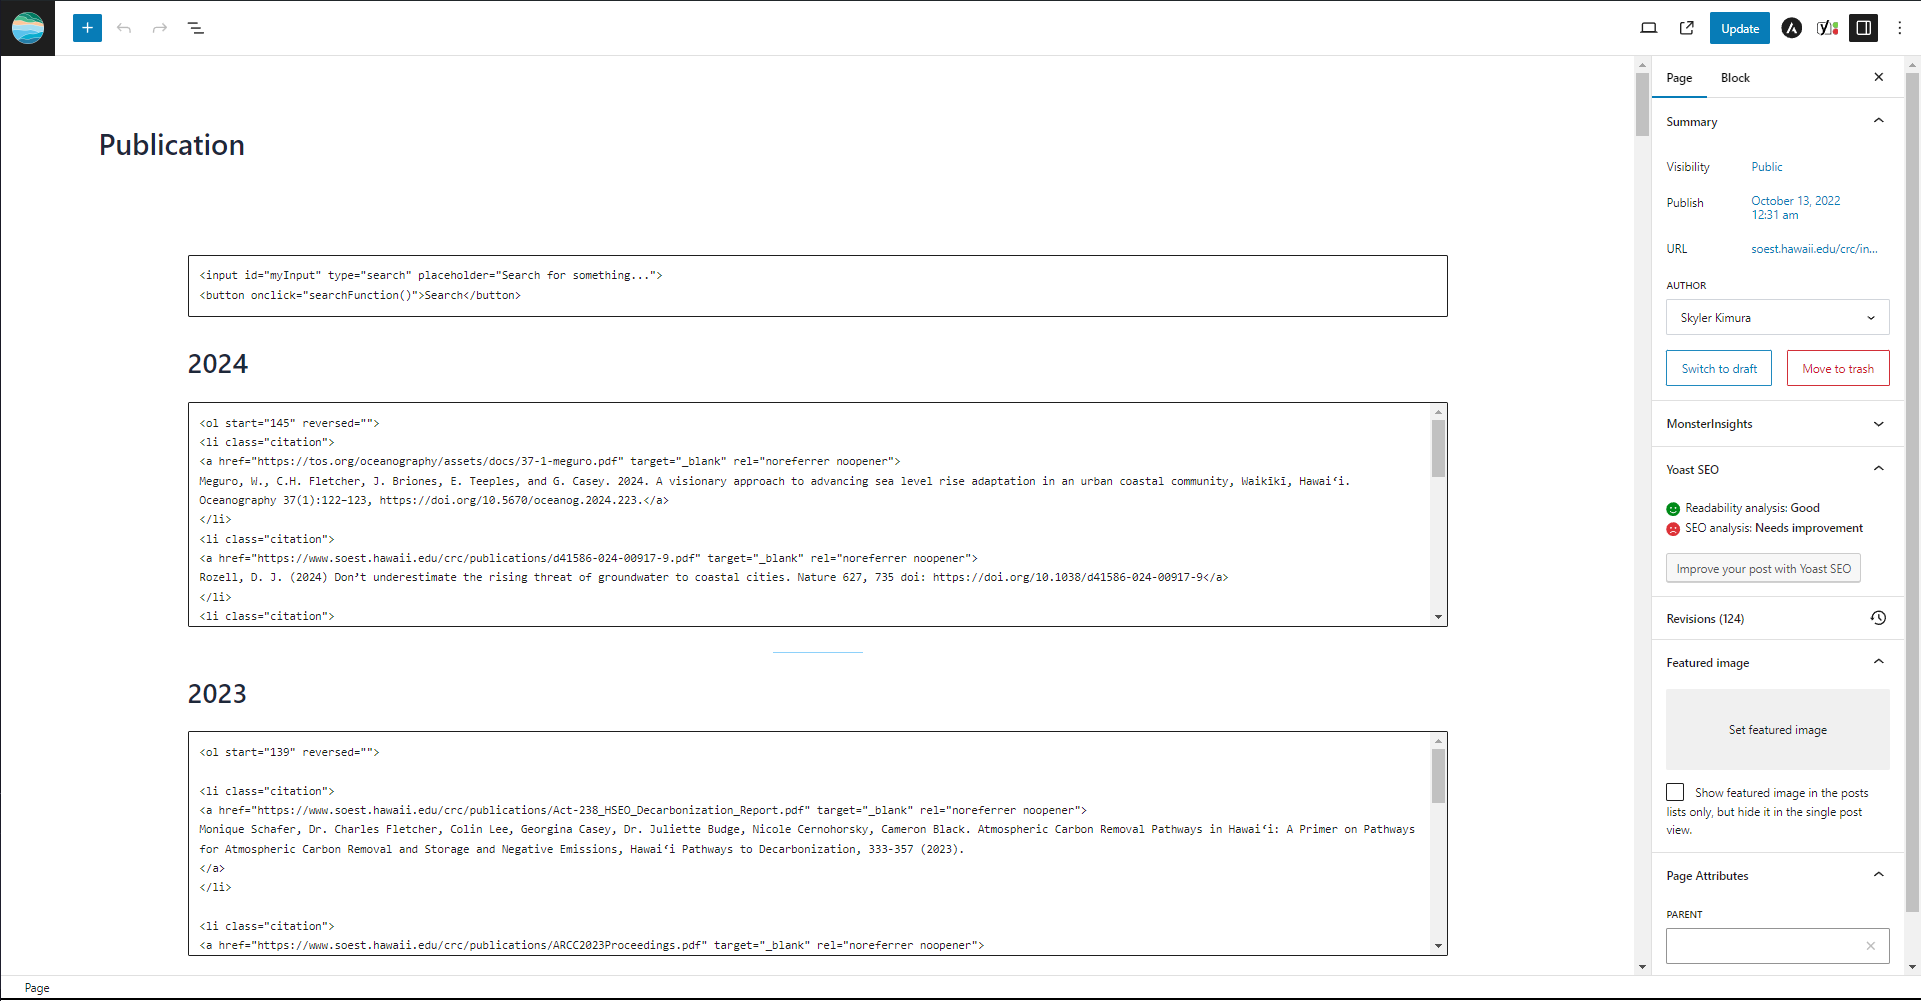 Update
Page
Block
Publication
Summary
Visibility
Public
Publish
October 13, 2022
12:31 am
URL
soest.hawaii.edu/crc/in...
AUTHOR
Skyler Kimura
Switch to draft
Move to trash
MonsterInsights
Yoast SEO
Readability analysis: Good
SEO analysis: Needs improvement
Improve your post with Yoast SEO
Revisions (124)
Featured image
Set featured image
Show featured image in the posts
lists only, but hide it in the single post
view.
Page Attributes
PARENT
<input id="myInput" type="search" placeholder="Search for something...">
<button onclick="searchFunction()">Search</button>
2024
<ol start="145" reversed="">
<li class="citation">
<a href="https://tos.org/oceanography/assets/docs/37-1-meguro.pdf" target="_blank" rel="noreferrer noopener">
Meguro, W., C.H. Fletcher, J. Briones, E. Teeples, and G. Casey. 2024. A visionary approach to advancing sea level rise adaptation in an urban coastal community, Waikīkī, Hawaiʻi.
Oceanography 37(1):122–123, https://doi.org/10.5670/oceanog.2024.223.</a>
</li>
<li class="citation">
<a href="https://www.soest.hawaii.edu/crc/publications/d41586-024-00917-9.pdf" target="_blank" rel="noreferrer noopener">
Rozell, D. J. (2024) Don’t underestimate the rising threat of groundwater to coastal cities. Nature 627, 735 doi: https://doi.org/10.1038/d41586-024-00917-9</a>
</li>
<li class="citation">
2023
<ol start="139" reversed="">
<li class="citation">
<a href="https://www.soest.hawaii.edu/crc/publications/Act-238_HSEO_Decarbonization_Report.pdf" target="_blank" rel="noreferrer noopener">
Monique Schafer, Dr. Charles Fletcher, Colin Lee, Georgina Casey, Dr. Juliette Budge, Nicole Cernohorsky, Cameron Black. Atmospheric Carbon Removal Pathways in Hawaiʻi: A Primer on Pathways
for Atmospheric Carbon Removal and Storage and Negative Emissions, Hawaiʻi Pathways to Decarbonization, 333-357 (2023).
</a>
</li>
<li class="citation">
<a href="https://www.soest.hawaii.edu/crc/publications/ARCC2023Proceedings.pdf" target="_blank" rel="noreferrer noopener">
Page